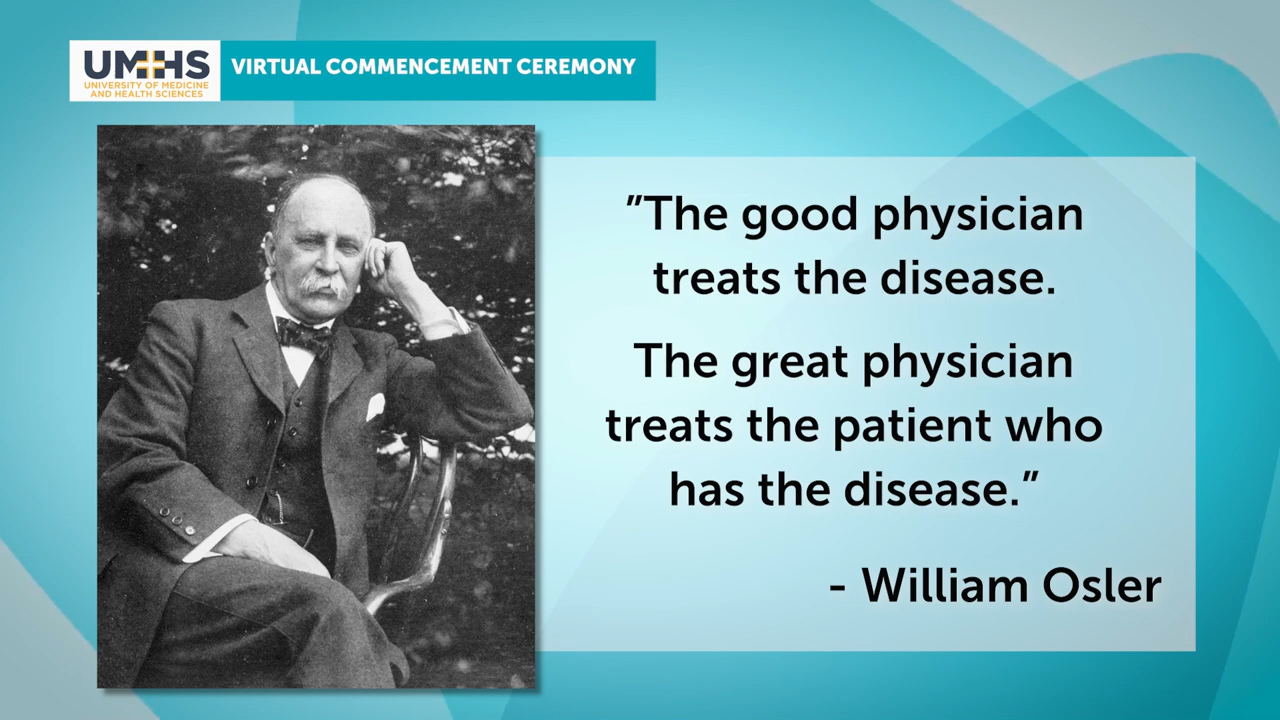 UMHS
UNIVERSITY OF MEDICINE
AND HEALTH SCIENCES
VIRTUAL COMMENCEMENT CEREMONY
"The good physician
treats the disease.
The great physician
treats the patient who
has the disease."
- William Osler